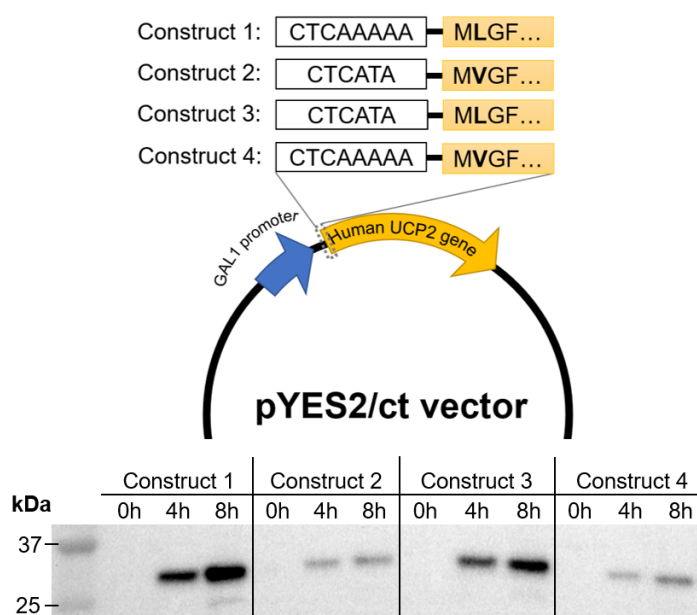 Construct 1: CTCAAAAA MLGF...
Construct 2: CTCATA MVGF...
Construct 3: CTCATA MLGF...
Construct 4: CTCAAAAA MVGF...
GAL1 promoter
Human UCP2 gene
pYES2/ct vector
Construct 1 Construct 2 Construct 3 Construct 4
kDa 0h 4h 8h 0h 4h 8h 0h 4h 8h 0h 4h 8h
37
25